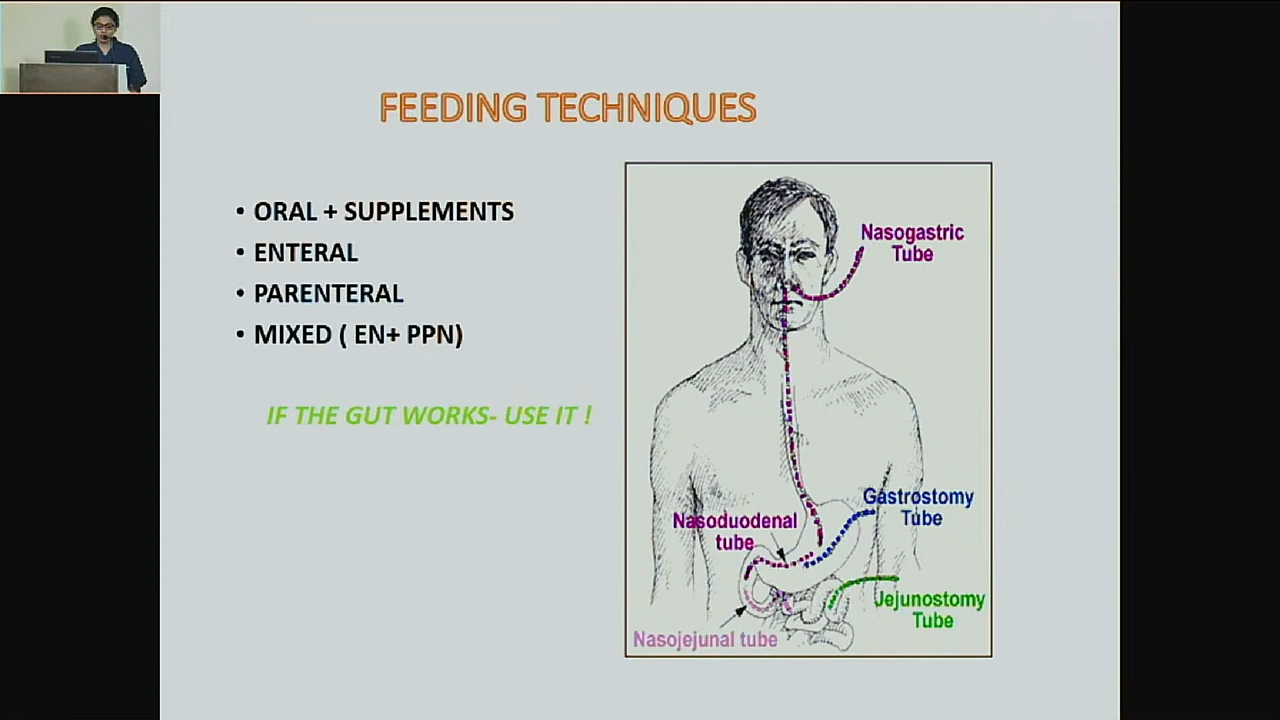 FEEDING TECHNIQUES
• ORAL + SUPPLEMENTS
• ENTERAL
• PARENTERAL
• MIXED ( EN+ PPN)
IF THE GUT WORKS- USE IT !
Nasogastric
Tube
Gastrostomy
Tube
Nasoduodenal
tube
Jejunostomy
Tube
Nasojejunal tube